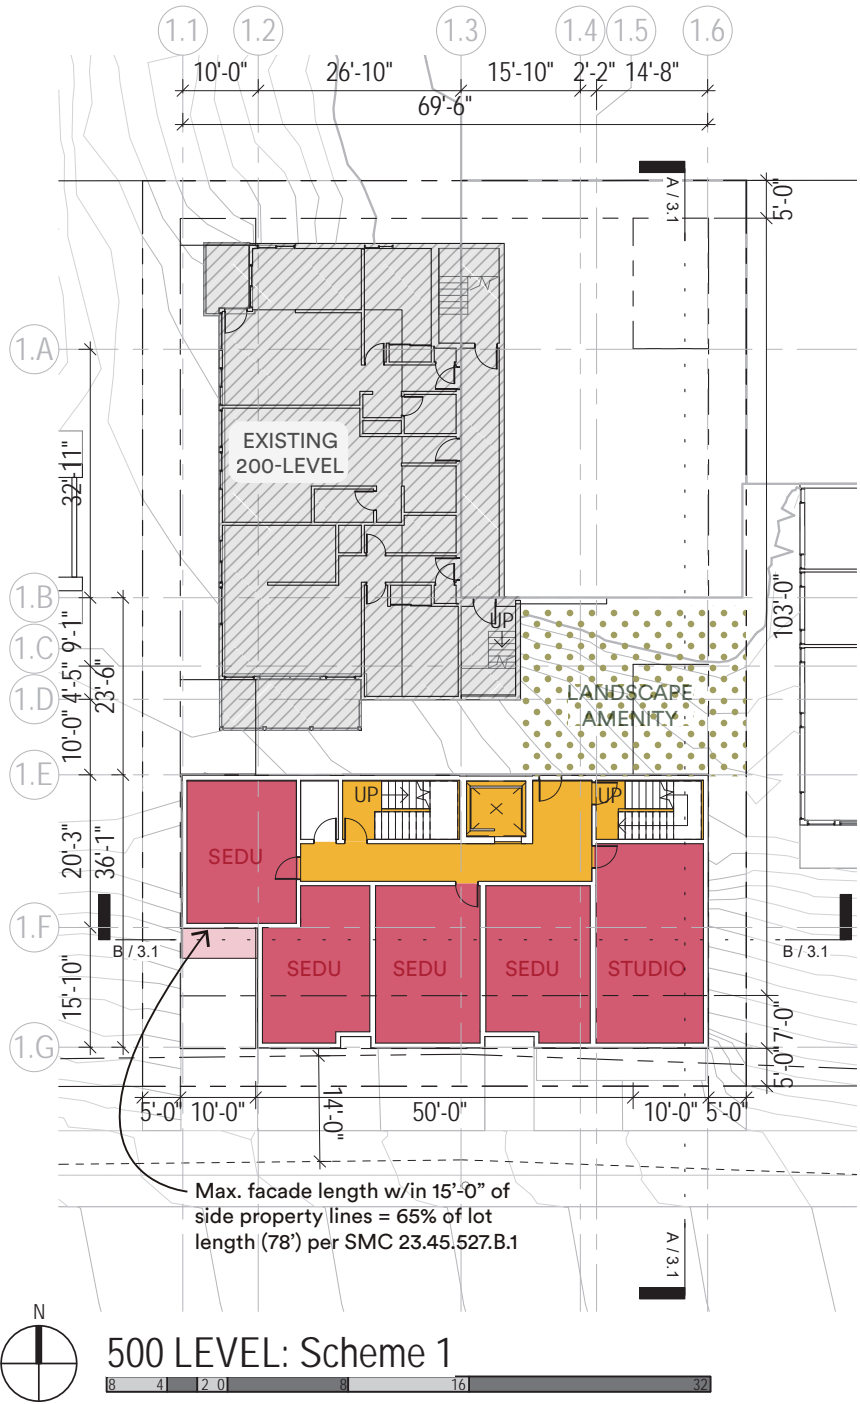 1.1 1.2 1.3 1.4 1.5 1.6
10'-0" 26'-10" 15'-10" 2'-2" 14'-8"
69'-6"
A / 3.1
5'-0"
1.A
EXISTING
200-LEVEL
32'-11"
1.B
103'-0"
UP
9'-1"
1.C
4'-5"
23'-6"
1.D
LANDSCAPE
AMENITY
10'-0"
1.E
UP UP
20'-3"
36'-1"
SEDU
1.F
B / 3.1 B / 3.1
SEDU SEDU SEDU STUDIO
15'-10"
7'-0"
1.G
5'-0"
5'-0" 10'-0" 14'-0" 50'-0" 10'-0" 5'-0"
Max. facade length w/in 15'-0” of
side property lines = 65% of lot
length (78’) per SMC 23.45.527.B.1
A / 3.1
N
500 LEVEL: Scheme 1
8 4 2 0 8 16 32